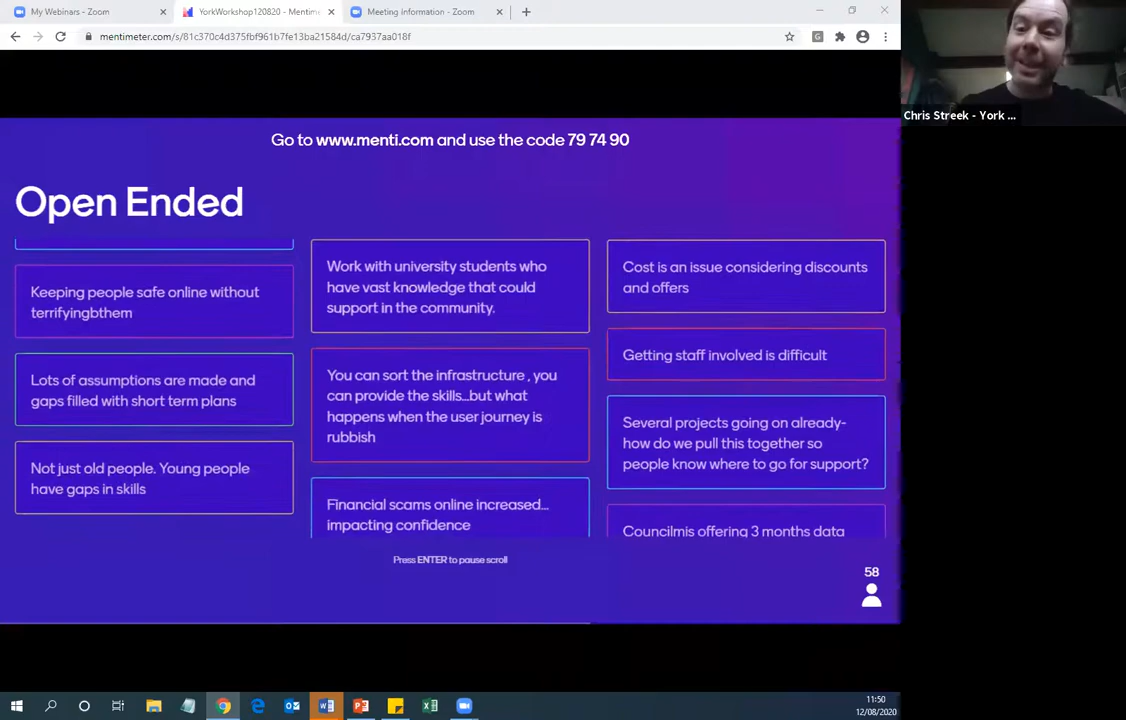 My Webinars - Zoom
YorkWorkshop120820 - Mentim
Meeting Information - Zoom
mentimeter.com/s/81c370c4d375fbf961b7fe13ba21584d/ca7937aa018f
Chris Streek - York ...
Go to www.menti.com and use the code 79 74 90
Open Ended
Keeping people safe online without
terrifyingbthem
Lots of assumptions are made and
gaps filled with short term plans
Not just old people. Young people
have gaps in skills
Work with university students who
have vast knowledge that could
support in the community.
You can sort the infrastructure , you
can provide the skills...but what
happens when the user journey is
rubbish
Financial scams online increased...
impacting confidence
Cost is an issue considering discounts
and offers
Getting staff involved is difficult
Several projects going on already-
how do we pull this together so
people know where to go for support?
Councilmis offering 3 months data
Press ENTER to pause scroll
58
11:50
12/08/2020